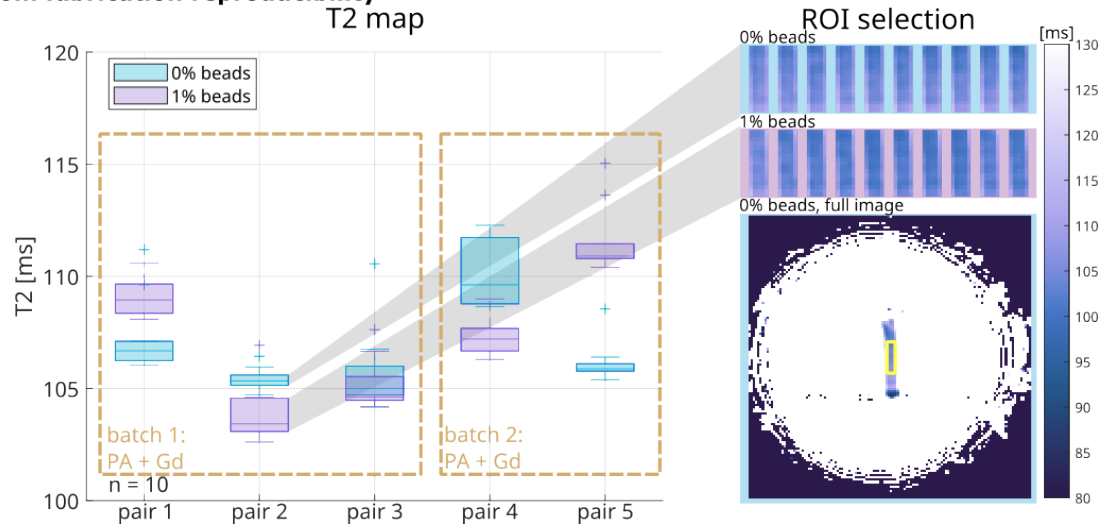 T2 map
ROI selection
120
115
110
105
100
T2 [ms]
0% beads
1% beads
batch 1:
PA + Gd
batch 2:
PA + Gd
n = 10
pair 1
pair 2
pair 3
pair 4
pair 5
0% beads
1% beads
0% beads, full image
[ms]
130
125
120
115
110
105
100
95
90
85
80